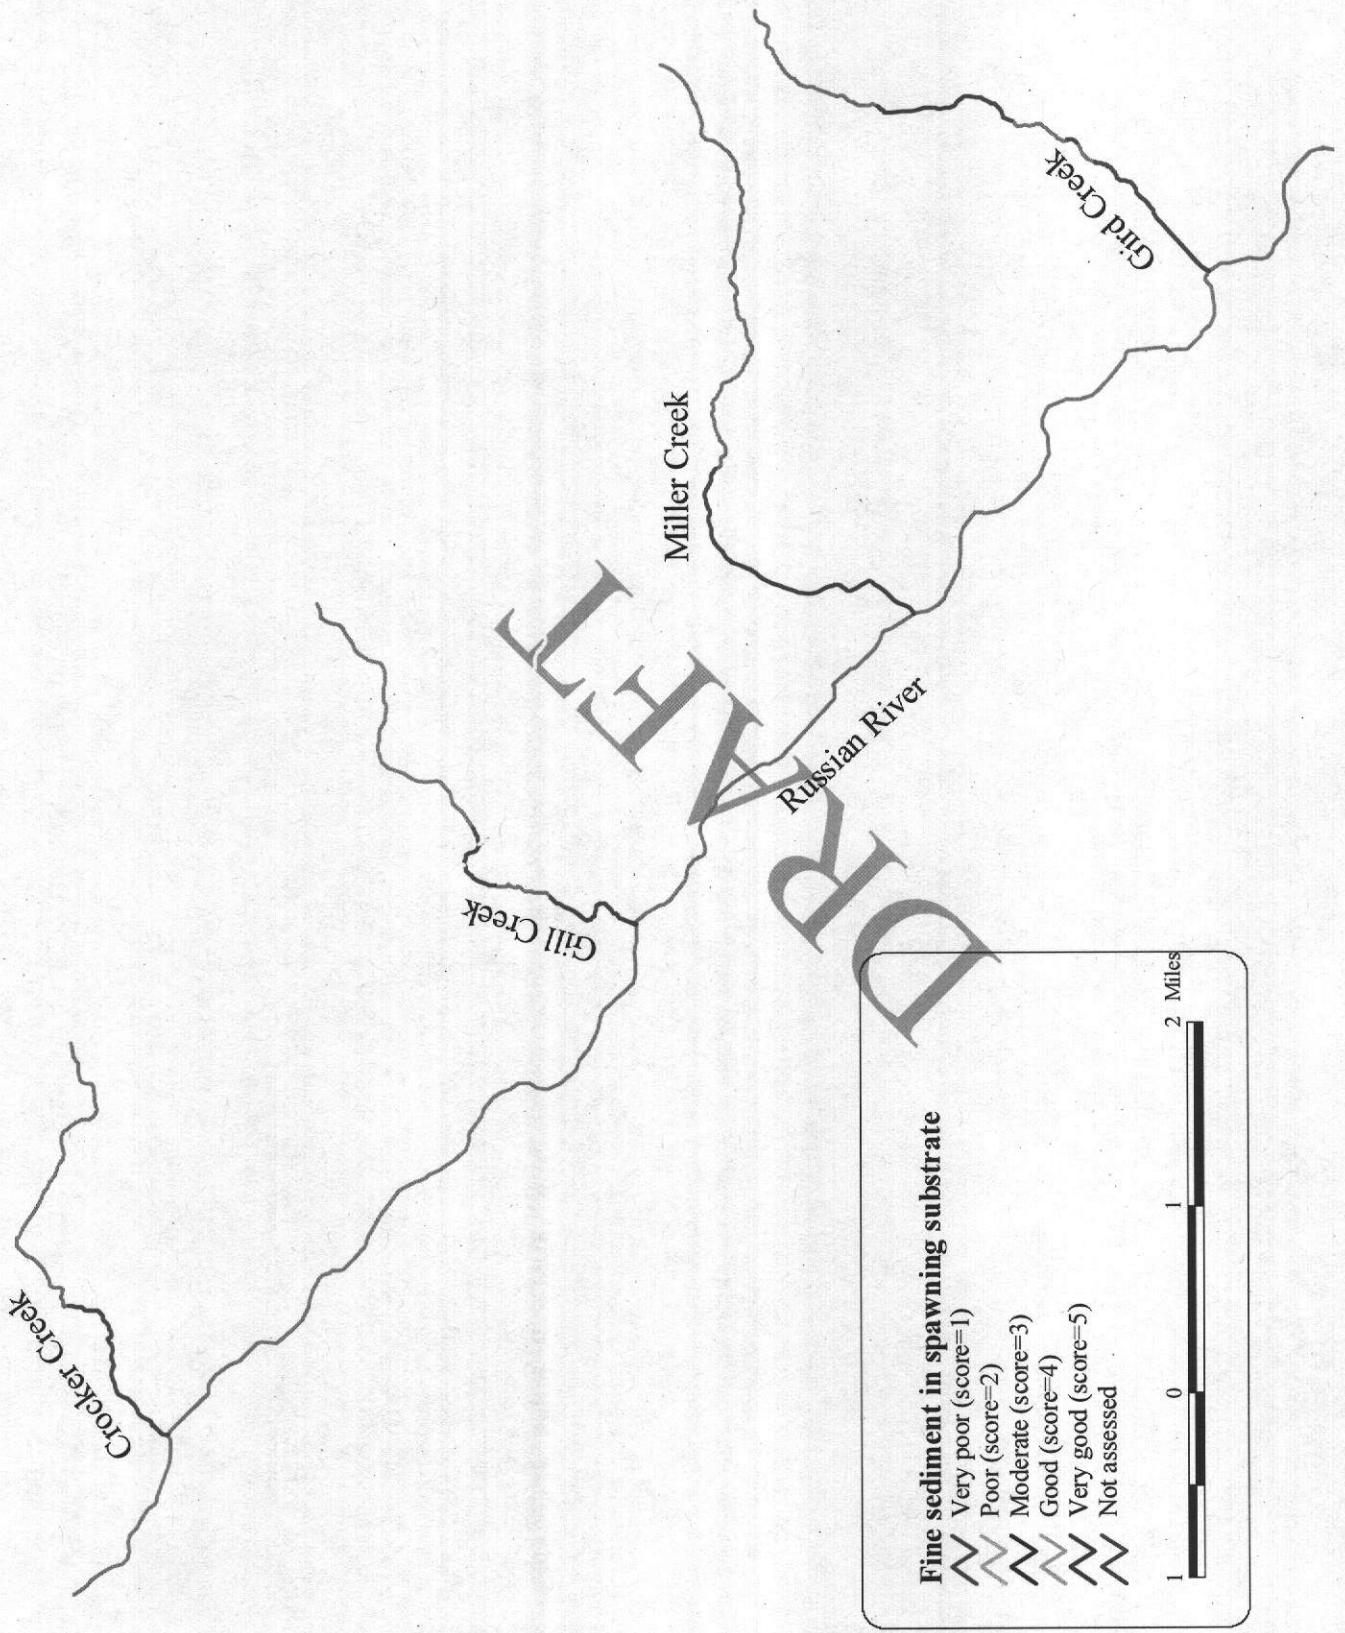 Crocker Creek
Gill Creek
Miller Creek
Gird Creek
Russian River
DRAFT
Fine sediment in spawning substrate
Very poor (score=1)
Poor (score=2)
Moderate (score=3)
Good (score=4)
Very good (score=5)
Not assessed
1 0 1 2 Miles